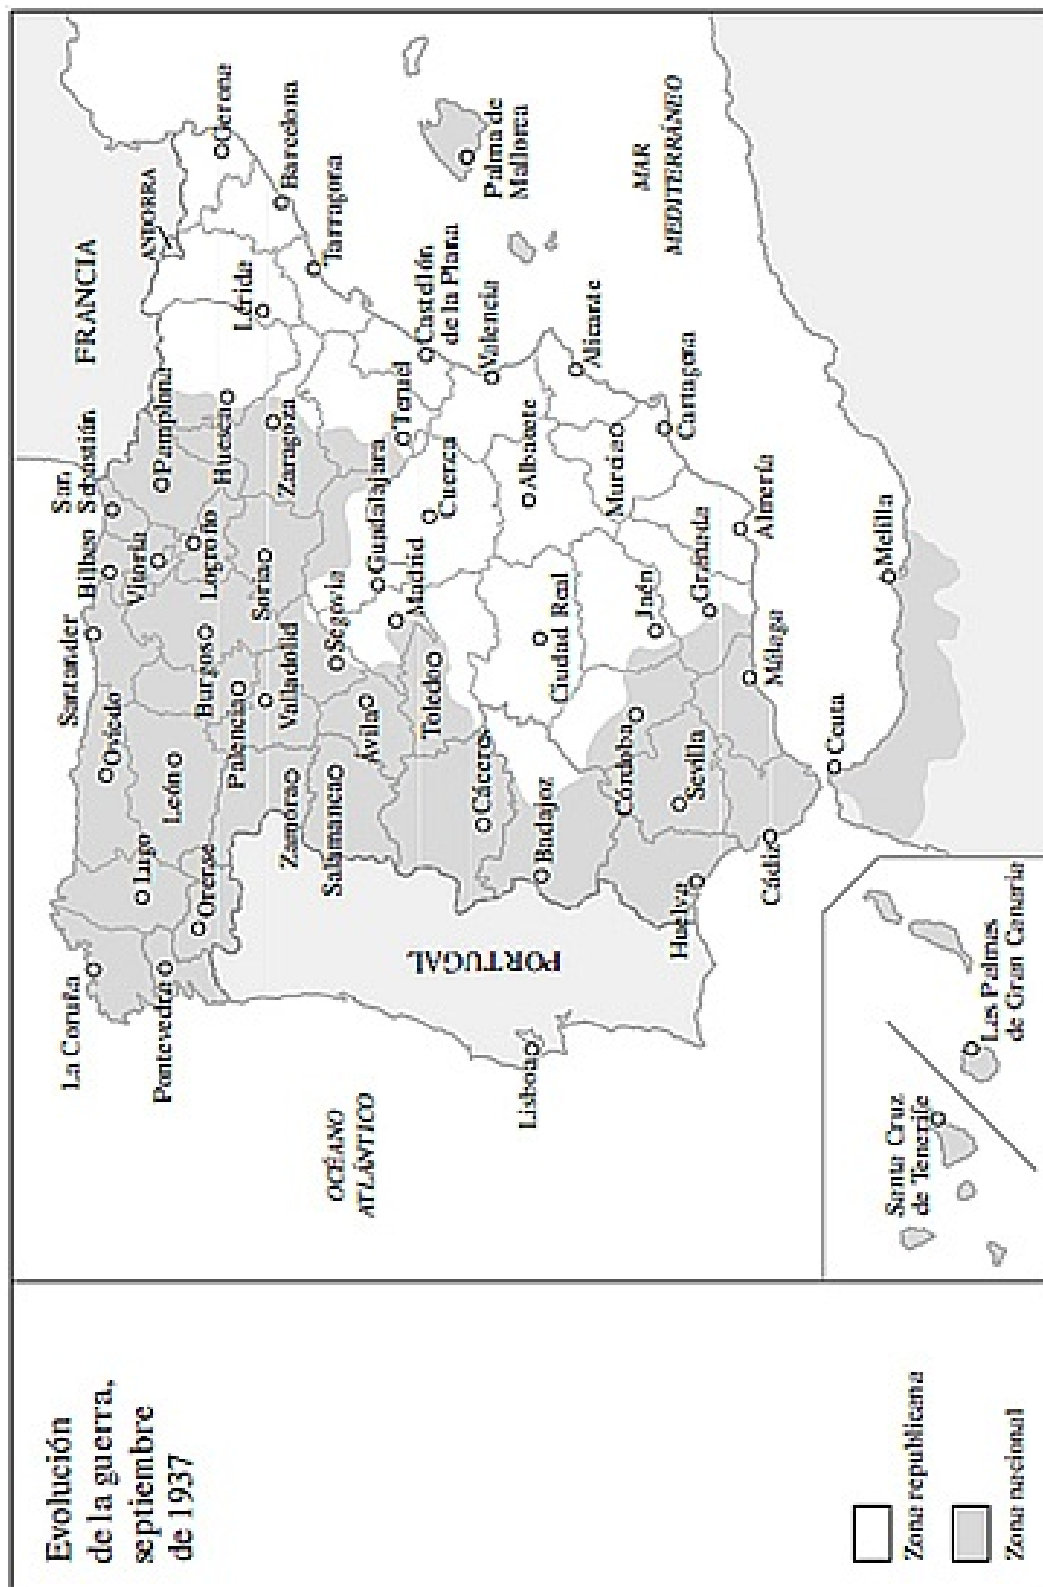 Evolución
de la guerra,
septiembre
de 1937
Zona republicana
Zona nacional
FRANCIA
ANDORRA
PORTUGAL
OCÉANO
ATLÁNTICO
MAR
MEDITERRÁNEO
La Coruña
Lugo
Pontevedra
Orense
Oviedo
Santander
Bilbao
San
Sebastián
Vitoria
Pamplona
Logroño
León
Burgos
Palencia
Huesca
Lérida
Gerona
Barcelona
Tarragona
Zamora
Valladolid
Soria
Zaragoza
Salamanca
Segovia
Ávila
Guadalajara
Madrid
Teruel
Castellón
de la Plana
Toledo
Cuenca
Valencia
Palma de
Mallorca
Cáceres
Badajoz
Ciudad Real
Albacete
Alicante
Lisboa
Córdoba
Jaén
Murcia
Cartagena
Huelva
Sevilla
Granada
Almería
Cádiz
Málaga
Ceuta
Melilla
Santa Cruz
de Tenerife
Las Palmas
de Gran Canaria